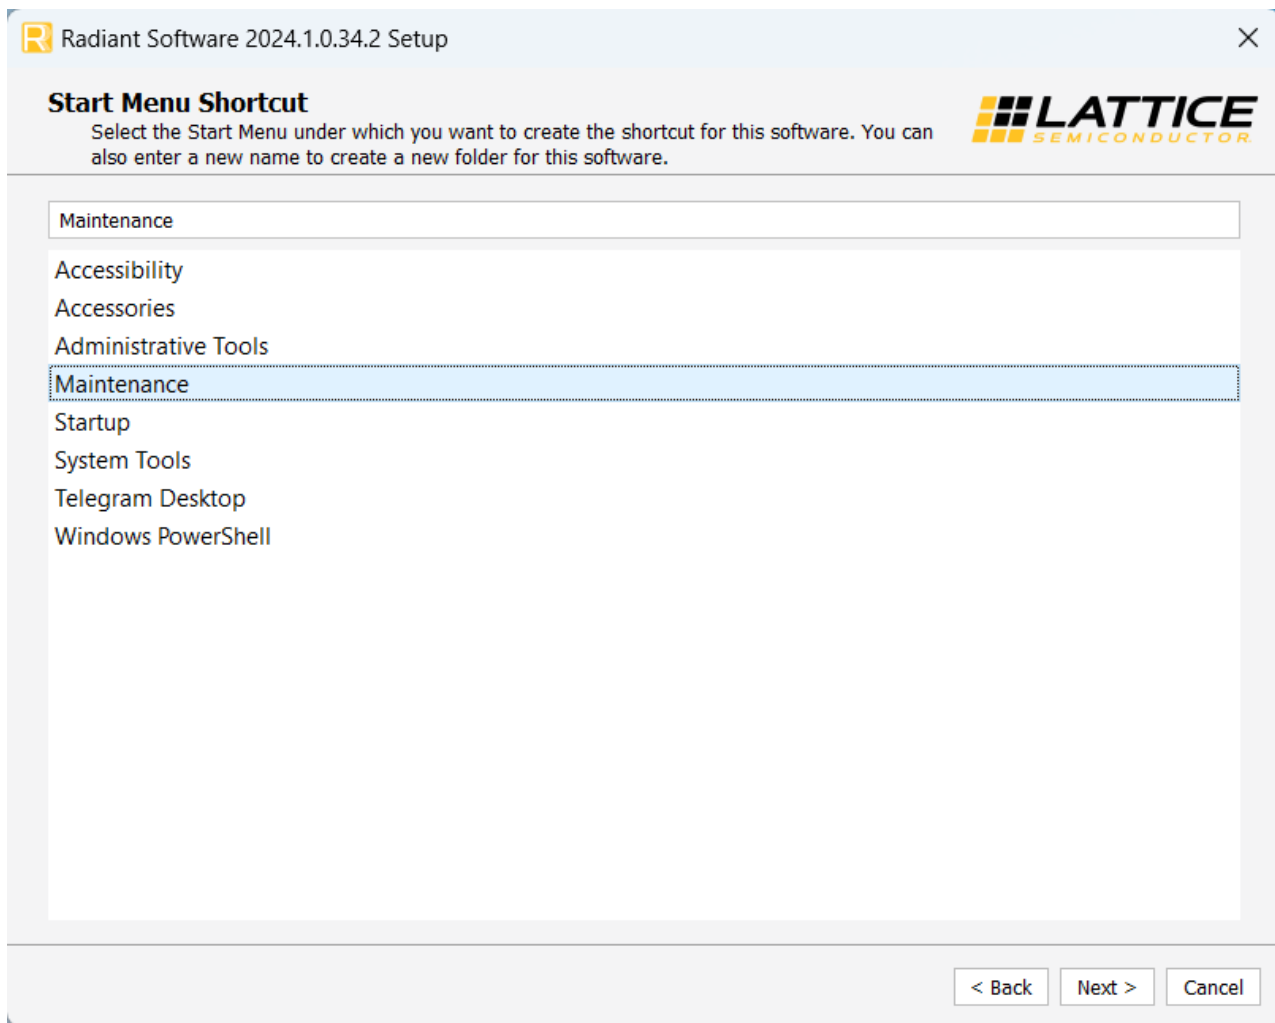 Radiant Software 2024.1.0.34.2 Setup
Start Menu Shortcut
Select the Start Menu under which you want to create the shortcut for this software. You can
also enter a new name to create a new folder for this software.
LATTICE
SEMICONDUCTOR
Maintenance
Accessibility
Accessories
Administrative Tools
Maintenance
Startup
System Tools
Telegram Desktop
Windows PowerShell
< Back
Next >
Cancel